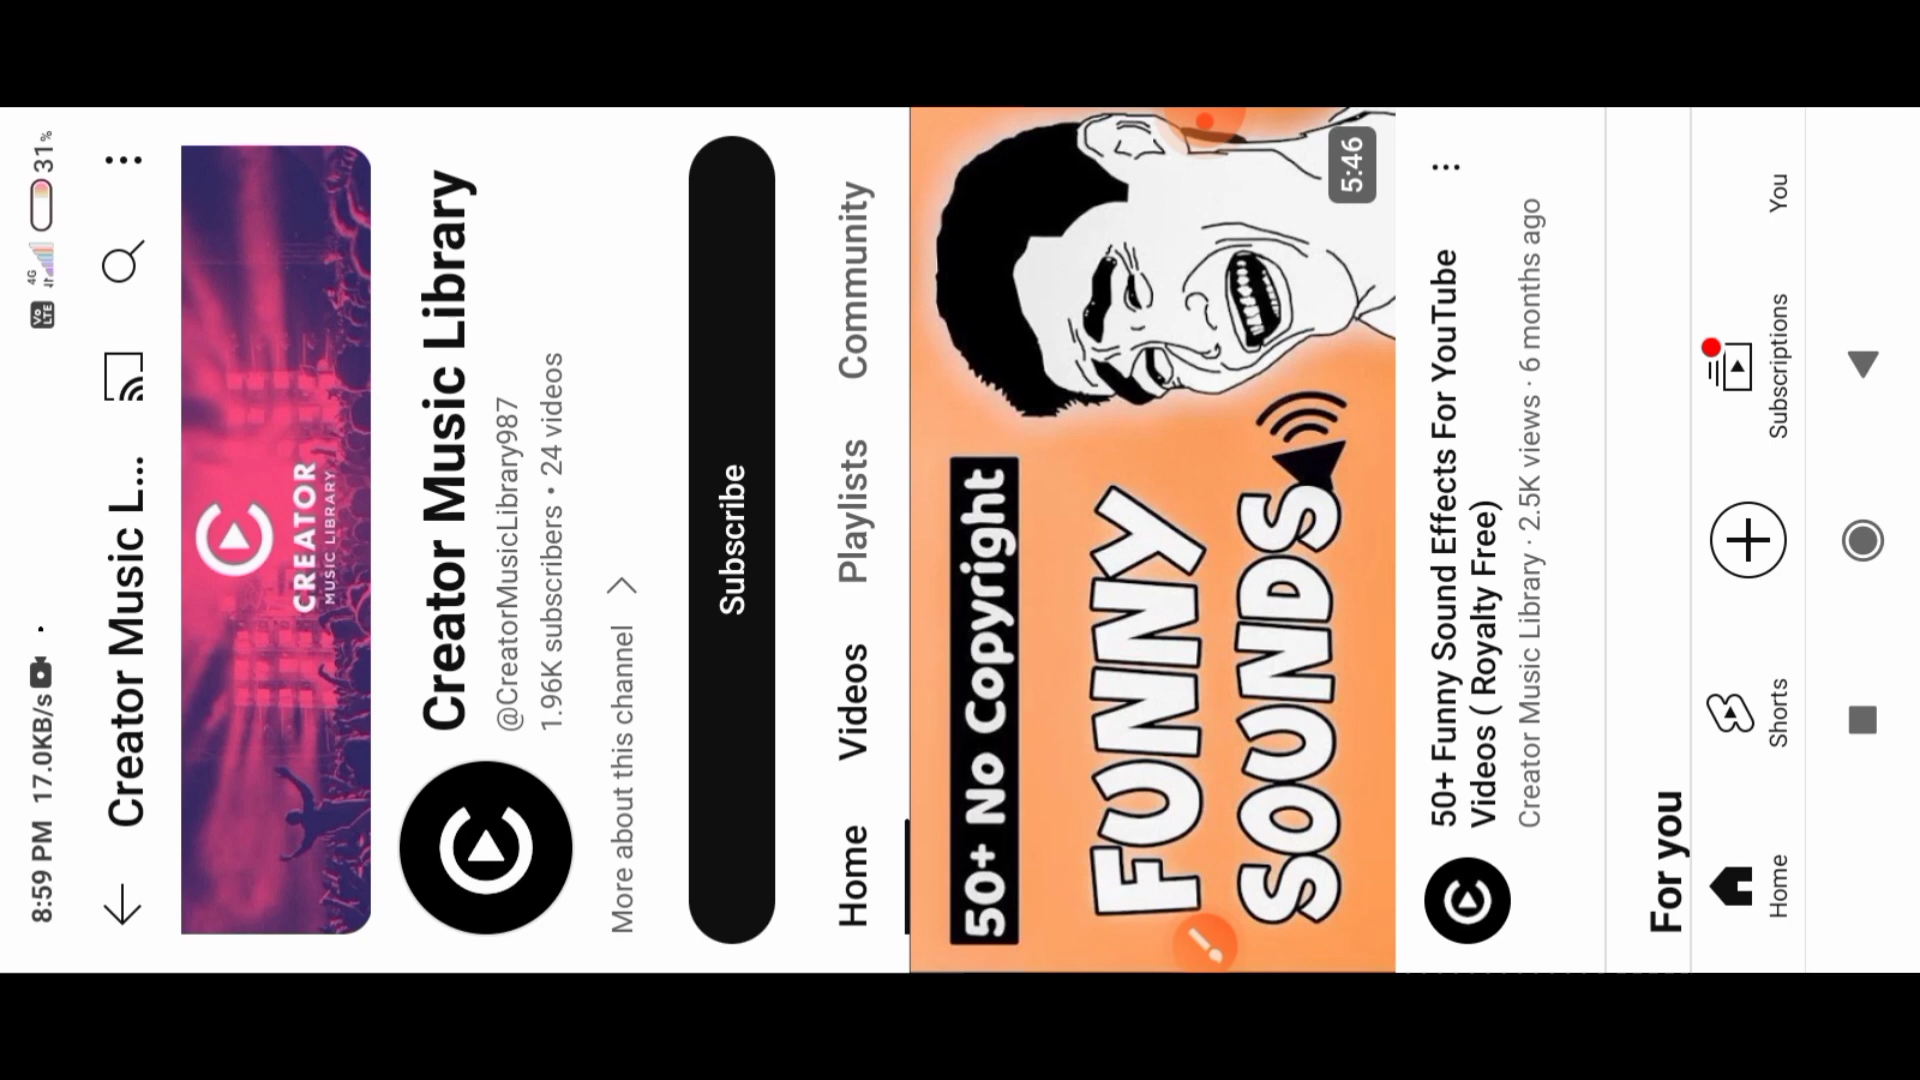 8:59 PM 17.0KB/s
Vo LTE 4G 31%
Creator Music L...
CREATOR
MUSIC LIBRARY
Creator Music Library
@CreatorMusicLibrary987
1.96K subscribers • 24 videos
More about this channel
Subscribe
Home Videos Playlists Community
50+ No Copyright
FUNNY
SOUNDS
5:46
50+ Funny Sound Effects For YouTube
Videos ( Royalty Free)
Creator Music Library · 2.5K views · 6 months ago
For you
Home Shorts Subscriptions You